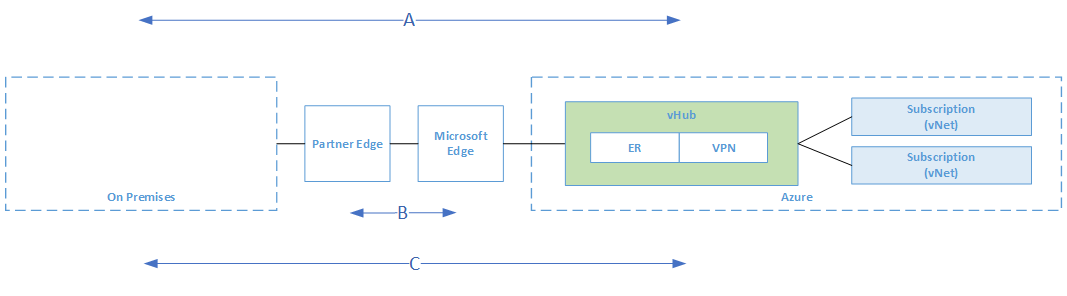 A
vHub
Subscription
(vNet)
Partner Edge
Microsoft
Edge
ER
VPN
Subscription
(vNet)
On Premises
Azure
B
C